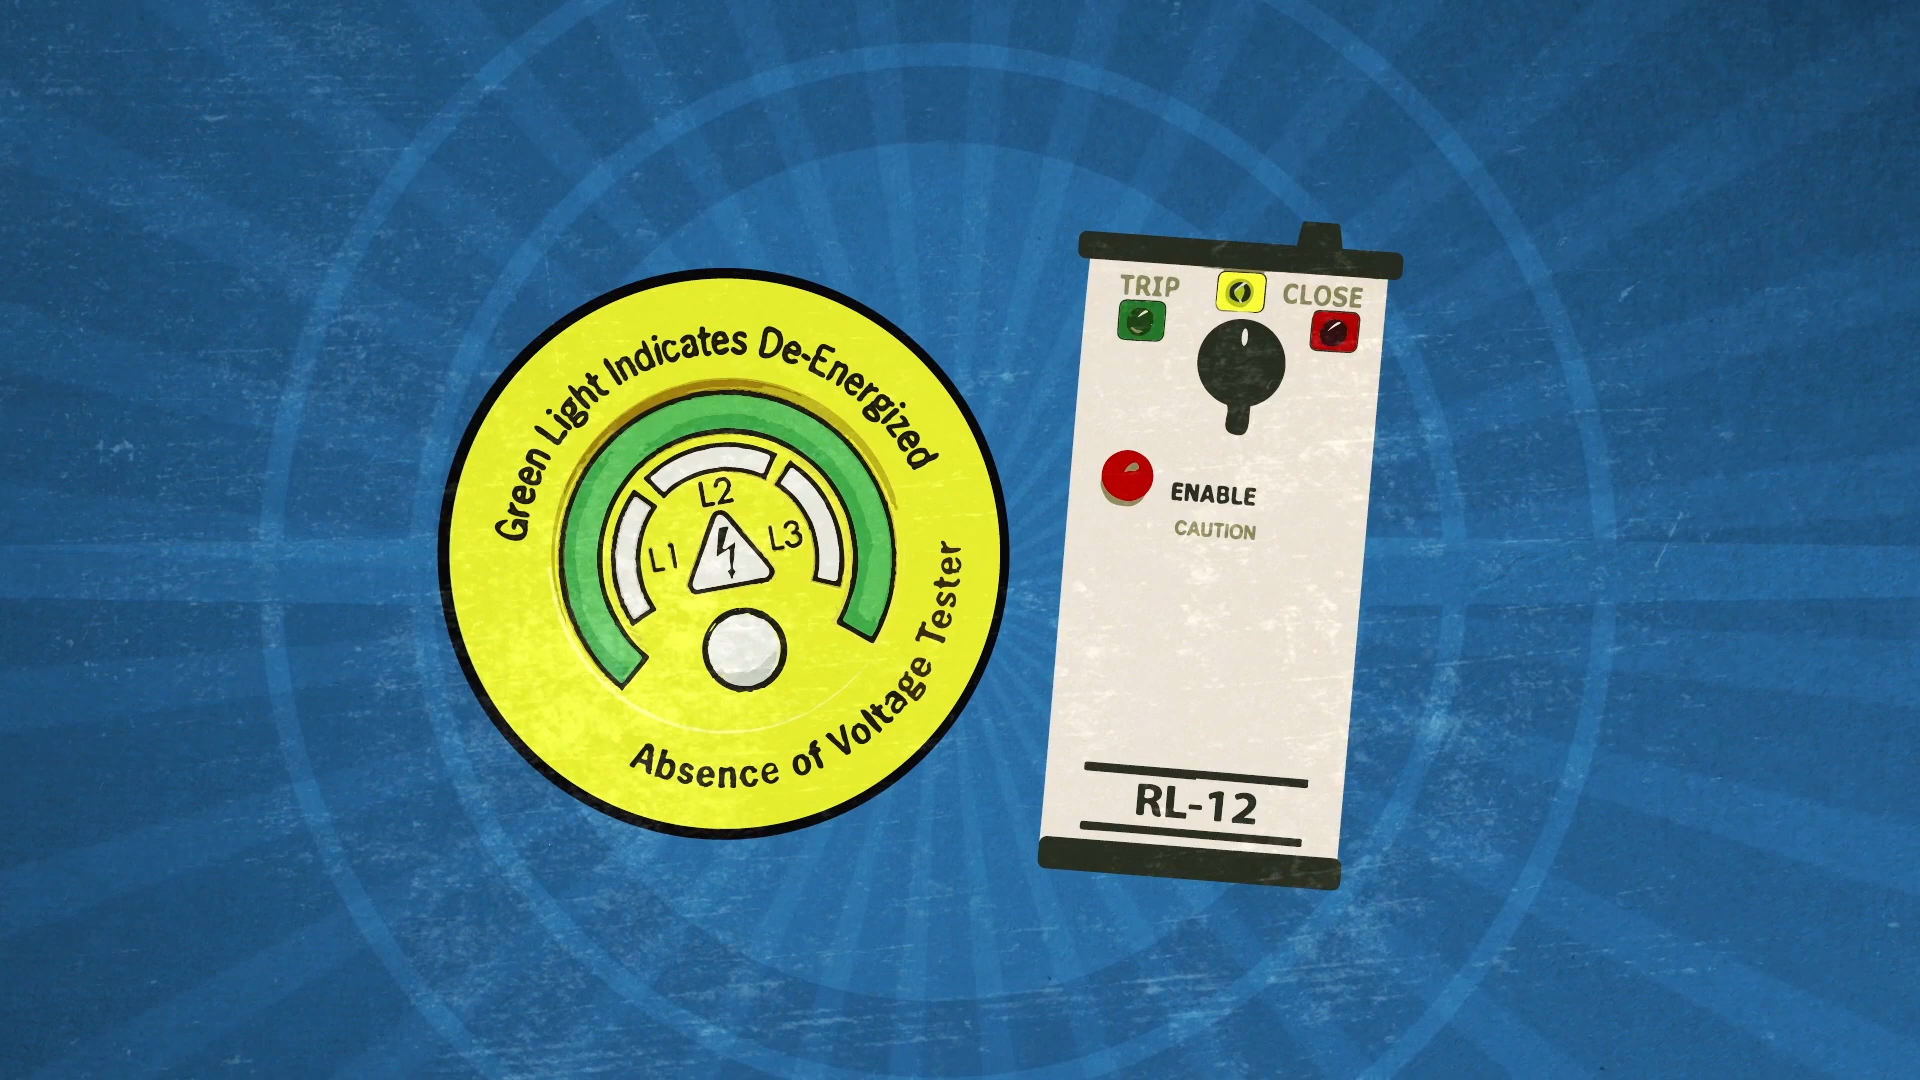 Green Light Indicates De-Energized
L1
L2
L3
Absence of Voltage Tester
TRIP
CLOSE
ENABLE
CAUTION
RL-12